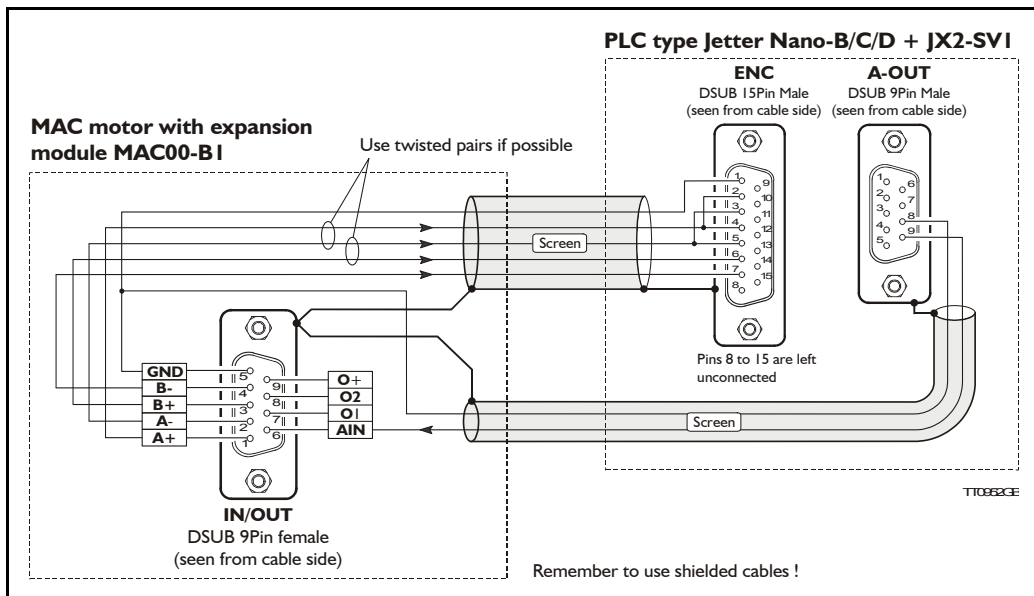 PLC type Jetter Nano-B/C/D + JX2-SV1
ENC
DSUB 15Pin Male
(seen from cable side)
A-OUT
DSUB 9Pin Male
(seen from cable side)
MAC motor with expansion
module MAC00-B1
Use twisted pairs if possible
1
2
3
4
5
6
7
8
9
10
11
12
13
14
15
1
2
3
4
5
6
7
8
9
Screen
Pins 8 to 15 are left
unconnected
GND
B-
B+
A-
A+
5
4
3
2
1
9
8
7
6
O+
O2
O1
AIN
Screen
IN/OUT
DSUB 9Pin female
(seen from cable side)
TT0952GE
Remember to use shielded cables !